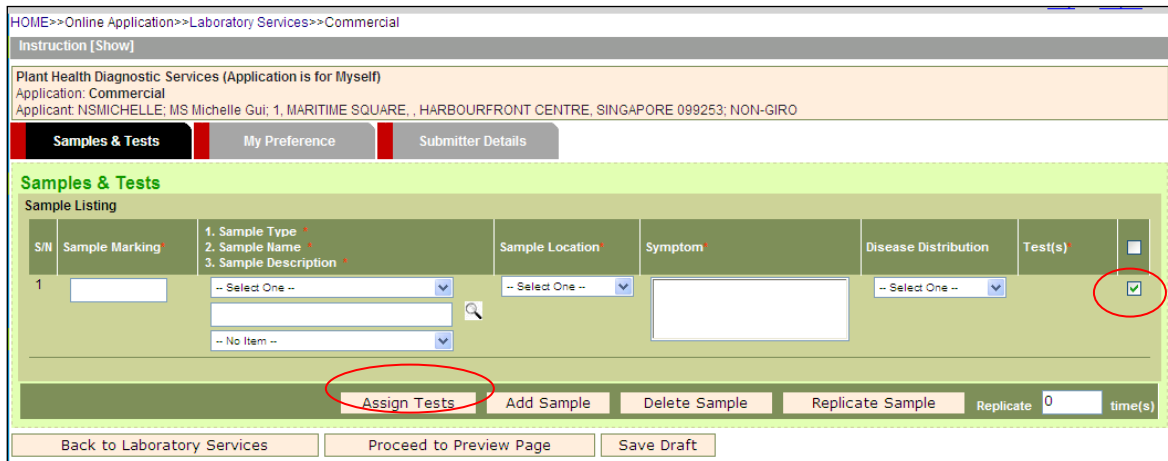 HOME>>Online Application>>Laboratory Services>>Commercial
Instruction [Show]
Plant Health Diagnostic Services (Application is for Myself)
Application: Commercial
Applicant: NSMICHELLE; MS Michelle Gui; 1, MARITIME SQUARE, , HARBOURFRONT CENTRE, SINGAPORE 099253; NON-GIRO
Samples & Tests My Preference Submitter Details
Samples & Tests
Sample Listing
S/N Sample Marking* 1. Sample Type * 2. Sample Name * 3. Sample Description * Sample Location* Symptom* Disease Distribution Test(s)*
1 -- Select One -- -- Select One -- -- Select One --
-- No Item --
Assign Tests Add Sample Delete Sample Replicate Sample Replicate 0 time(s)
Back to Laboratory Services Proceed to Preview Page Save Draft